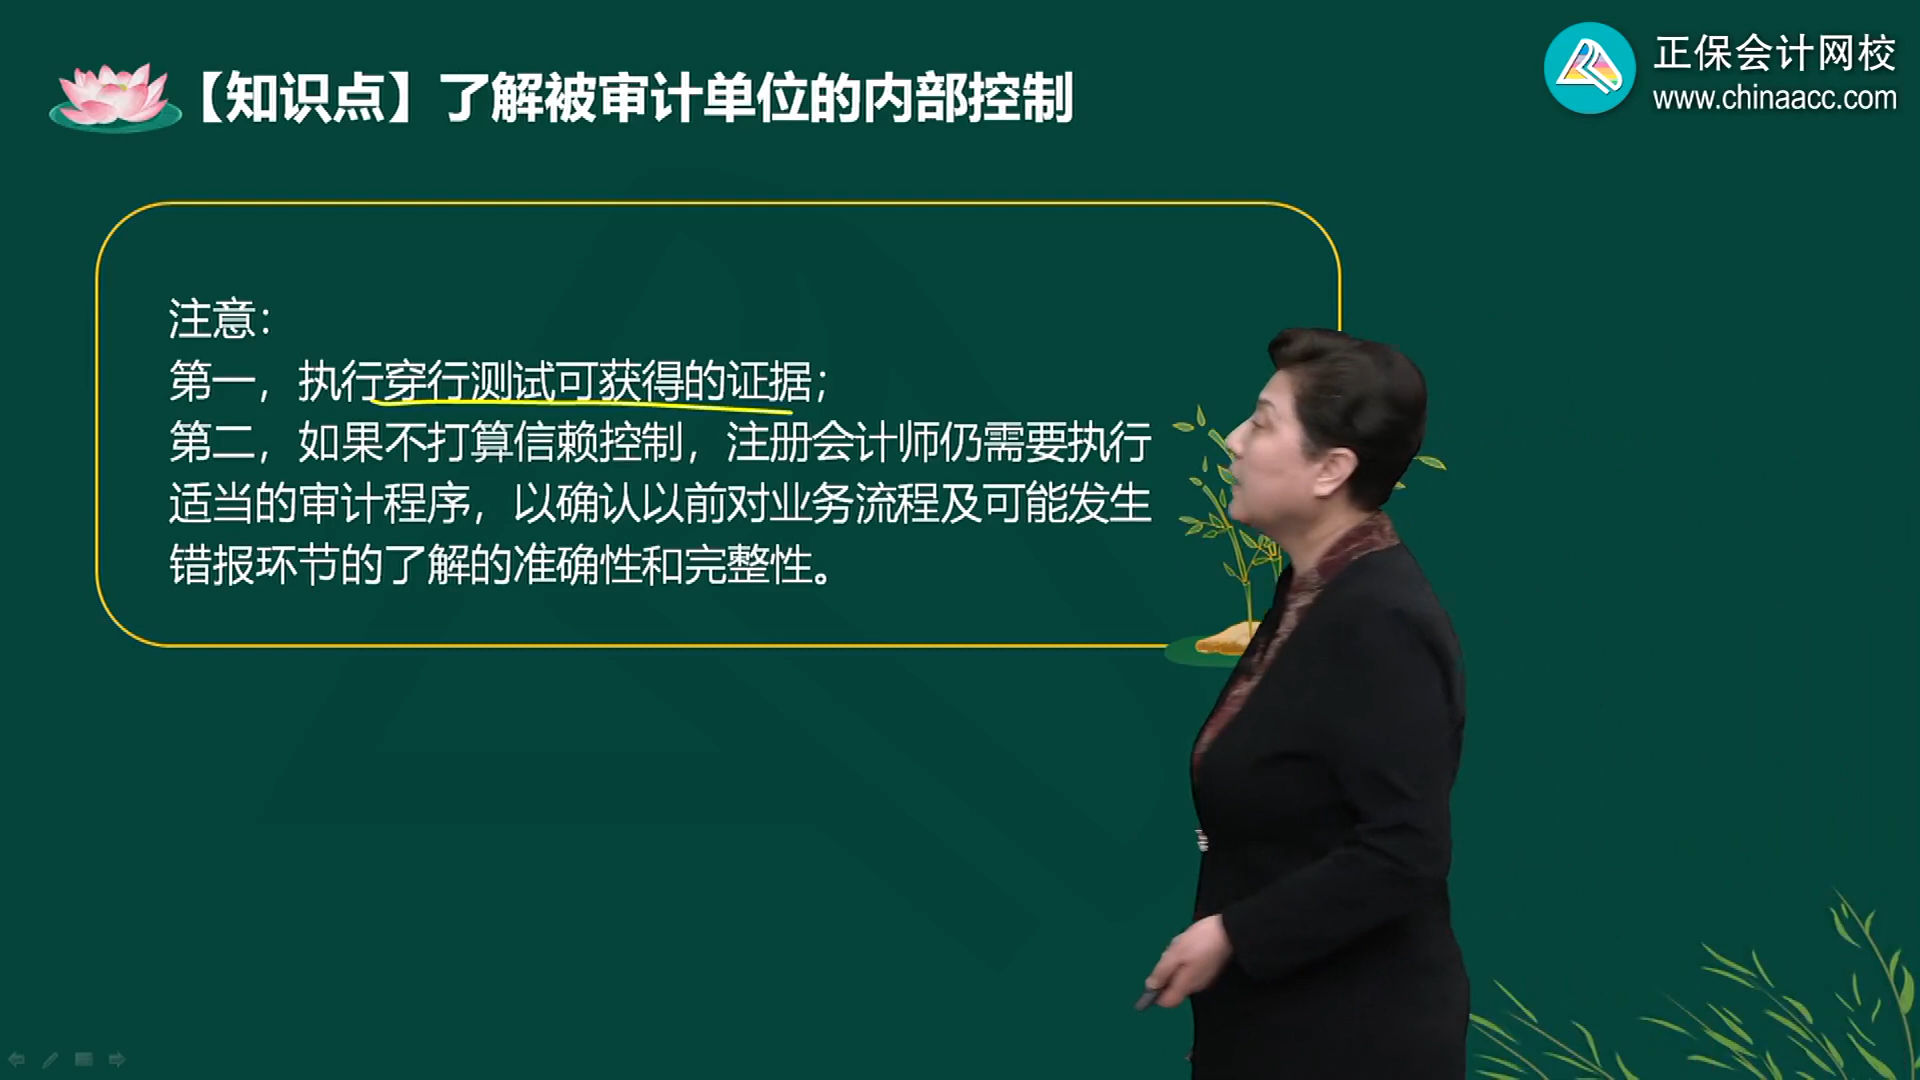 【知识点】了解被审计单位的内部控制
正保会计网校
www.chinaacc.com
注意：
第一，执行穿行测试可获得的证据；
第二，如果不打算信赖控制，注册会计师仍需要执行
适当的审计程序，以确认以前对业务流程及可能发生
错报环节的了解的准确性和完整性。